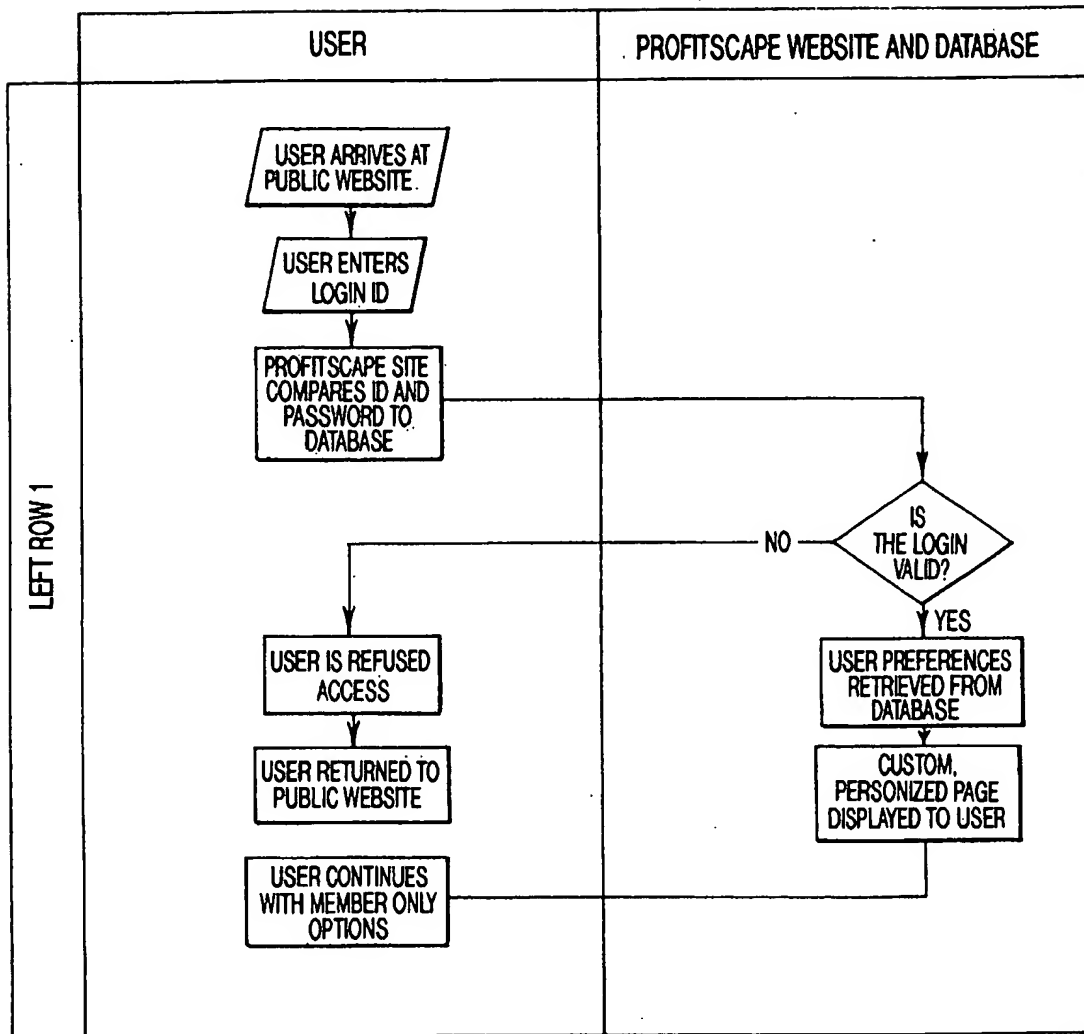 USER
PROFITSCAPE WEBSITE AND DATABASE
LEFT ROW 1
USER ARRIVES AT
PUBLIC WEBSITE.
USER ENTERS
LOGIN ID
PROFITSCAPE SITE
COMPARES ID AND
PASSWORD TO
DATABASE
IS
THE LOGIN
VALID?
NO
YES
USER IS REFUSED
ACCESS
USER PREFERENCES
RETRIEVED FROM
DATABASE
USER RETURNED TO
PUBLIC WEBSITE
CUSTOM,
PERSONIZED PAGE
DISPLAYED TO USER
USER CONTINUES
WITH MEMBER ONLY
OPTIONS